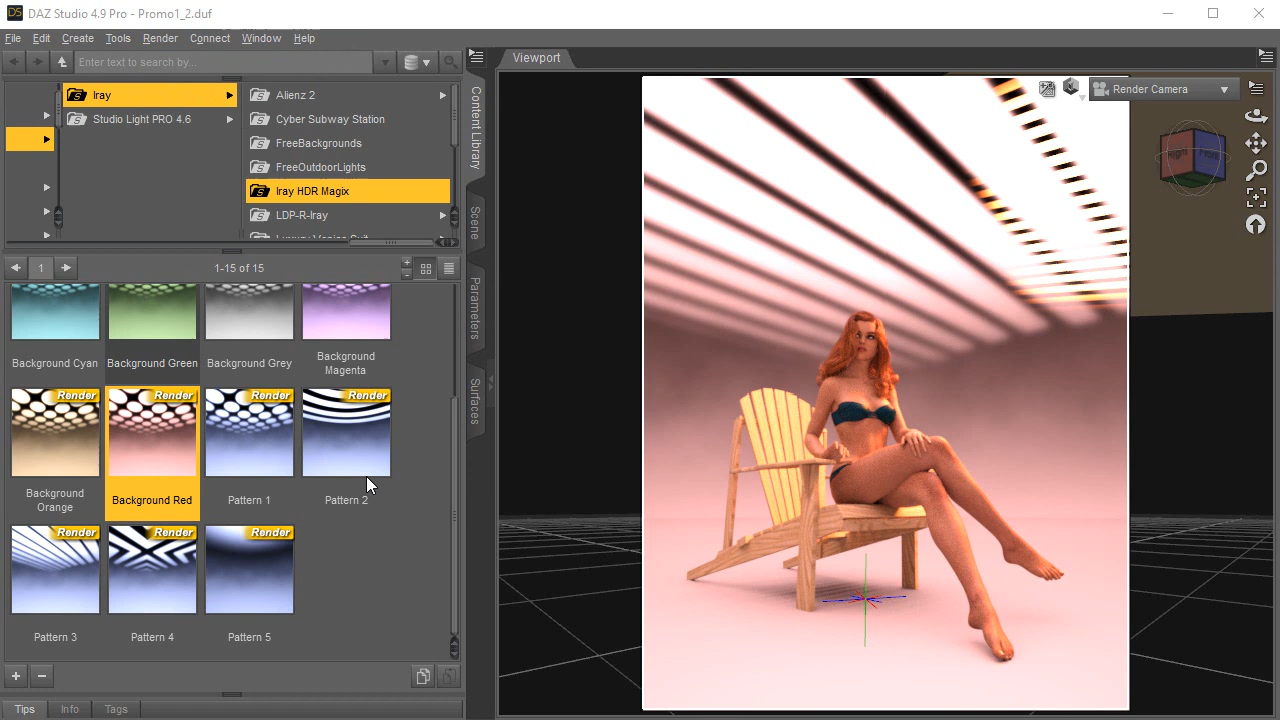 DS DAZ Studio 4.9 Pro - Promo1_2.duf
File Edit Create Tools Render Connect Window Help
Enter text to search by...
Viewport
Iray
Studio Light PRO 4.6
Alienz 2
Cyber Subway Station
FreeBackgrounds
FreeOutdoorLights
Iray HDR Magix
LDP-R-Iray
Content Library
Scene
Parameters
Surfaces
Render Camera
Right Front
1
1-15 of 15
Background Cyan
Background Green
Background Grey
Background
Magenta
Render
Render
Render
Render
Background
Orange
Background Red
Pattern 1
Pattern 2
Render
Render
Render
Pattern 3
Pattern 4
Pattern 5
Tips Info Tags